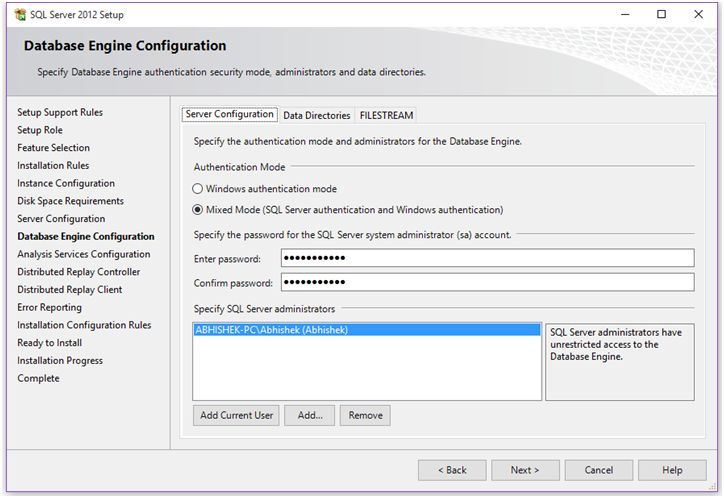 SQL Server 2012 Setup
Database Engine Configuration
Specify Database Engine authentication security mode, administrators and data directories.
Setup Support Rules
Setup Role
Feature Selection
Installation Rules
Instance Configuration
Disk Space Requirements
Server Configuration
Database Engine Configuration
Analysis Services Configuration
Distributed Replay Controller
Distributed Replay Client
Error Reporting
Installation Configuration Rules
Ready to Install
Installation Progress
Complete
Server Configuration Data Directories FILESTREAM
Specify the authentication mode and administrators for the Database Engine.
Authentication Mode
Windows authentication mode
Mixed Mode (SQL Server authentication and Windows authentication)
Specify the password for the SQL Server system administrator (sa) account.
Enter password: ●●●●●●●●●●●
Confirm password: ●●●●●●●●●●●
Specify SQL Server administrators
ABHISHEK-PC\Abhishek (Abhishek)
SQL Server administrators have
unrestricted access to the
Database Engine.
Add Current User Add... Remove
< Back Next > Cancel Help